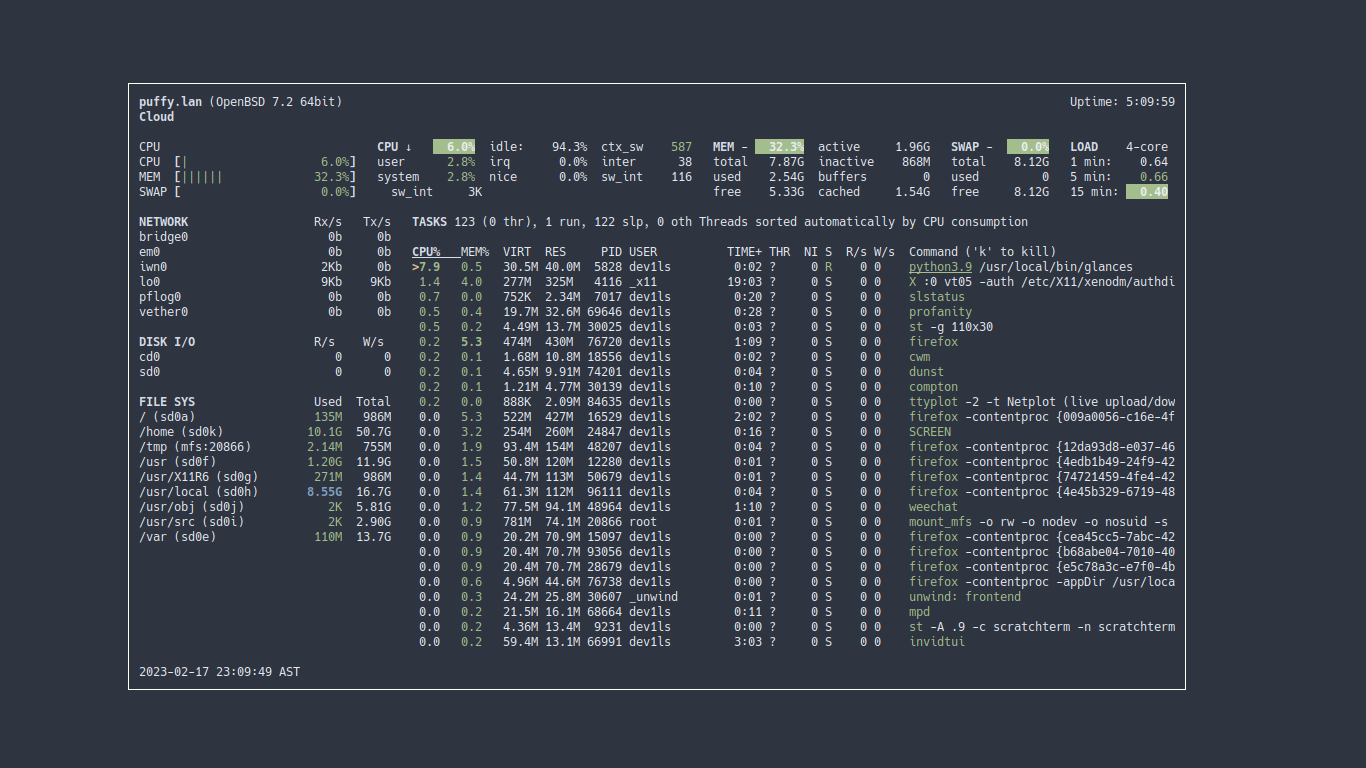 puffy.lan (OpenBSD 7.2 64bit) Uptime: 5:09:59
Cloud
CPU CPU ↓ 6.0% idle: 94.3% ctx_sw 587 MEM - 32.3% active 1.96G SWAP - 0.0% LOAD 4-core
CPU [| 6.0%] user 2.8% irq 0.0% inter 38 total 7.87G inactive 868M total 8.12G 1 min: 0.64
MEM [|||||| 32.3%] system 2.8% nice 0.0% sw_int 116 used 2.54G buffers 0 used 0 5 min: 0.66
SWAP [ 0.0%] sw_int 3K free 5.33G cached 1.54G free 8.12G 15 min: 0.40
NETWORK Rx/s Tx/s TASKS 123 (0 thr), 1 run, 122 slp, 0 oth Threads sorted automatically by CPU consumption
bridge0 0b 0b
em0 0b 0b CPU% MEM% VIRT RES PID USER TIME+ THR NI S R/s W/s Command ('k' to kill)
iwn0 2Kb 0b >7.9 0.5 30.5M 40.0M 5828 dev1ls 0:02 ? 0 R 0 0 python3.9 /usr/local/bin/glances
lo0 9Kb 9Kb 1.4 4.0 277M 325M 4116 _x11 19:03 ? 0 S 0 0 X :0 vt05 -auth /etc/X11/xenodm/authdi
pflog0 0b 0b 0.7 0.0 752K 2.34M 7017 dev1ls 0:20 ? 0 S 0 0 slstatus
vether0 0b 0b 0.5 0.4 19.7M 32.6M 69646 dev1ls 0:28 ? 0 S 0 0 profanity
0.5 0.2 4.49M 13.7M 30025 dev1ls 0:03 ? 0 S 0 0 st -g 110x30
DISK I/O R/s W/s 0.2 5.3 474M 430M 76720 dev1ls 1:09 ? 0 S 0 0 firefox
cd0 0 0 0.2 0.1 1.68M 10.8M 18556 dev1ls 0:02 ? 0 S 0 0 cwm
sd0 0 0 0.2 0.1 4.65M 9.91M 74201 dev1ls 0:04 ? 0 S 0 0 dunst
0.2 0.1 1.21M 4.77M 30139 dev1ls 0:10 ? 0 S 0 0 compton
FILE SYS Used Total 0.2 0.0 888K 2.09M 84635 dev1ls 0:00 ? 0 S 0 0 ttyplot -2 -t Netplot (live upload/dow
/ (sd0a) 135M 986M 0.0 5.3 522M 427M 16529 dev1ls 2:02 ? 0 S 0 0 firefox -contentproc {009a0056-c16e-4f
/home (sd0k) 10.1G 50.7G 0.0 3.2 254M 260M 24847 dev1ls 0:16 ? 0 S 0 0 SCREEN
/tmp (mfs:20866) 2.14M 755M 0.0 1.9 93.4M 154M 48207 dev1ls 0:04 ? 0 S 0 0 firefox -contentproc {12da93d8-e037-46
/usr (sd0f) 1.20G 11.9G 0.0 1.5 50.8M 120M 12280 dev1ls 0:01 ? 0 S 0 0 firefox -contentproc {4edb1b49-24f9-42
/usr/X11R6 (sd0g) 271M 986M 0.0 1.4 44.7M 113M 50679 dev1ls 0:01 ? 0 S 0 0 firefox -contentproc {74721459-4fe4-42
/usr/local (sd0h) 8.55G 16.7G 0.0 1.4 61.3M 112M 96111 dev1ls 0:04 ? 0 S 0 0 firefox -contentproc {4e45b329-6719-48
/usr/obj (sd0j) 2K 5.81G 0.0 1.2 77.5M 94.1M 48964 dev1ls 1:10 ? 0 S 0 0 weechat
/usr/src (sd0i) 2K 2.90G 0.0 0.9 781M 74.1M 20866 root 0:01 ? 0 S 0 0 mount_mfs -o rw -o nodev -o nosuid -s
/var (sd0e) 110M 13.7G 0.0 0.9 20.2M 70.9M 15097 dev1ls 0:00 ? 0 S 0 0 firefox -contentproc {cea45cc5-7abc-42
0.0 0.9 20.4M 70.7M 93056 dev1ls 0:00 ? 0 S 0 0 firefox -contentproc {b68abe04-7010-40
0.0 0.9 20.4M 70.7M 28679 dev1ls 0:00 ? 0 S 0 0 firefox -contentproc {e5c78a3c-e7f0-4b
0.0 0.6 4.96M 44.6M 76738 dev1ls 0:00 ? 0 S 0 0 firefox -contentproc -appDir /usr/loca
0.0 0.3 24.2M 25.8M 30607 _unwind 0:01 ? 0 S 0 0 unwind: frontend
0.0 0.2 21.5M 16.1M 68664 dev1ls 0:11 ? 0 S 0 0 mpd
0.0 0.2 4.36M 13.4M 9231 dev1ls 0:00 ? 0 S 0 0 st -A .9 -c scratchterm -n scratchterm
0.0 0.2 59.4M 13.1M 66991 dev1ls 3:03 ? 0 S 0 0 invidtui
2023-02-17 23:09:49 AST